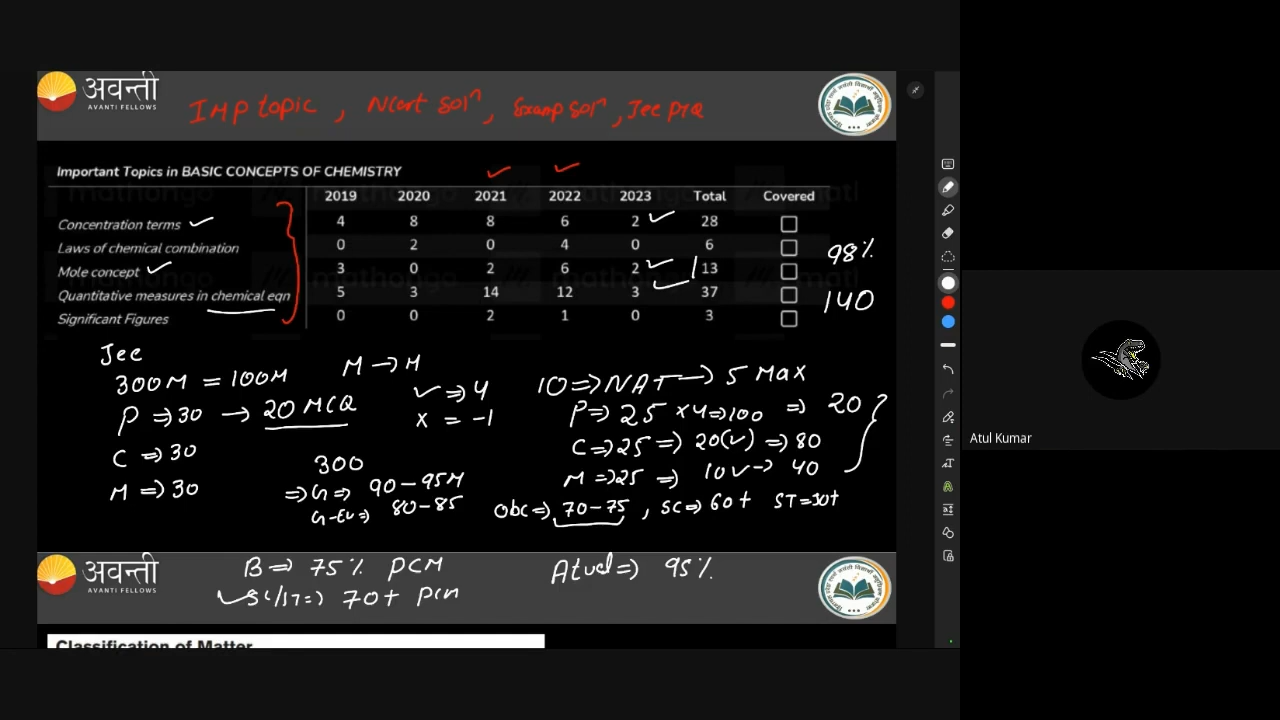 अवन्ती
AVANTI FELLOWS
IMP topic , Ncert solⁿ, Examp solⁿ, Jee PYQ
Important Topics in BASIC CONCEPTS OF CHEMISTRY
2019 2020 2021 2022 2023 Total Covered
Concentration terms 4 8 8 6 2 28
Laws of chemical combination 0 2 0 4 0 6
Mole concept 3 0 2 6 2 13
Quantitative measures in chemical eqn 5 3 14 12 3 37
Significant Figures 0 0 2 1 0 3
98%
140
Jee
300M = 100M
P ⇒ 30 → 20 MCQ
C ⇒ 30
M ⇒ 30
M → M
✓ ⇒ 4
x = -1
300
⇒ G ⇒ 90 - 95M
G-EW ⇒ 80 - 85
10 ⇒ NAT → 5 Max
P ⇒ 25 x4 ⇒ 100 ⇒ 20
C ⇒ 25 ⇒ 20(✓) ⇒ 80
M ⇒ 25 ⇒ 10✓ → 40
Obc ⇒ 70 - 75 , SC ⇒ 60+ ST = 50+
Atul Kumar
अवन्ती
AVANTI FELLOWS
B ⇒ 75% PCM
SC/ST ⇒ 70+ PCM
Atul ⇒ 95%
Classification of Matter